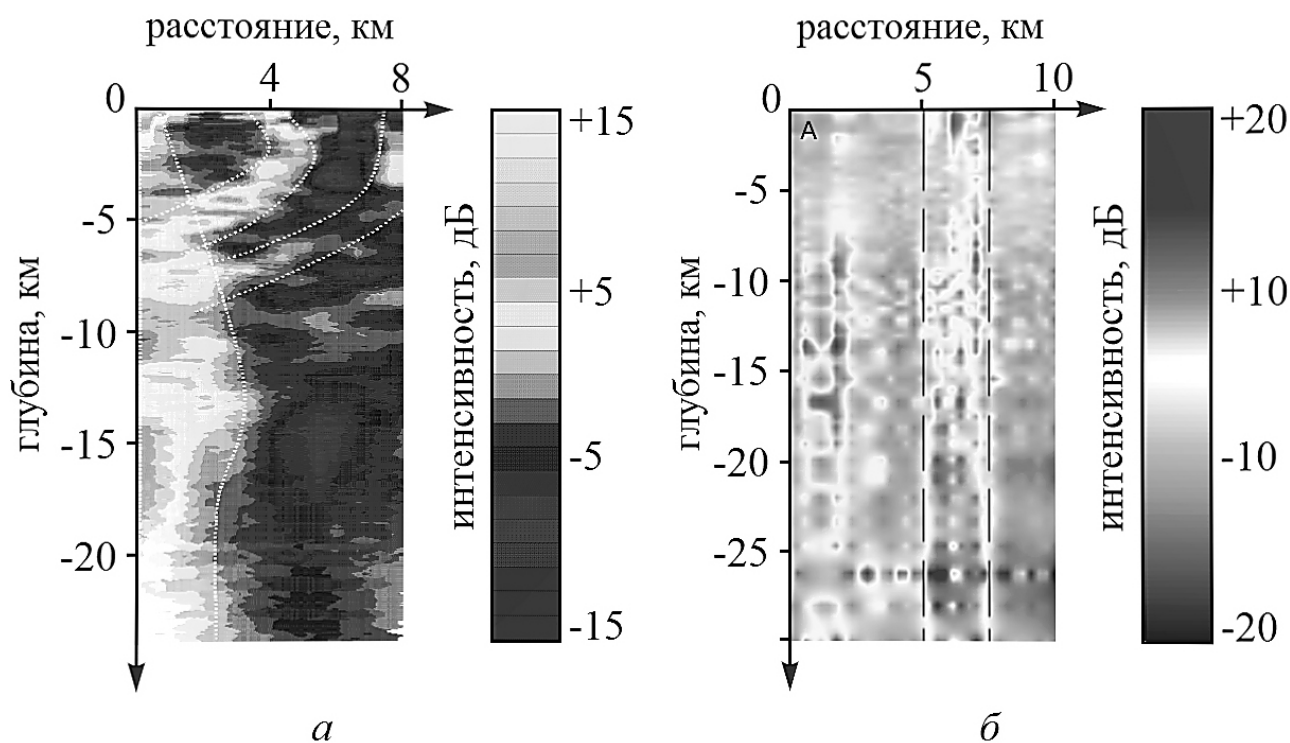 расстояние, км
0 4 8
-5
-10
-15
-20
глубина, км
+15
+5
-5
-15
интенсивность, дБ
а
расстояние, км
0 5 10
A
-5
-10
-15
-20
-25
глубина, км
+20
+10
-10
-20
интенсивность, дБ
б